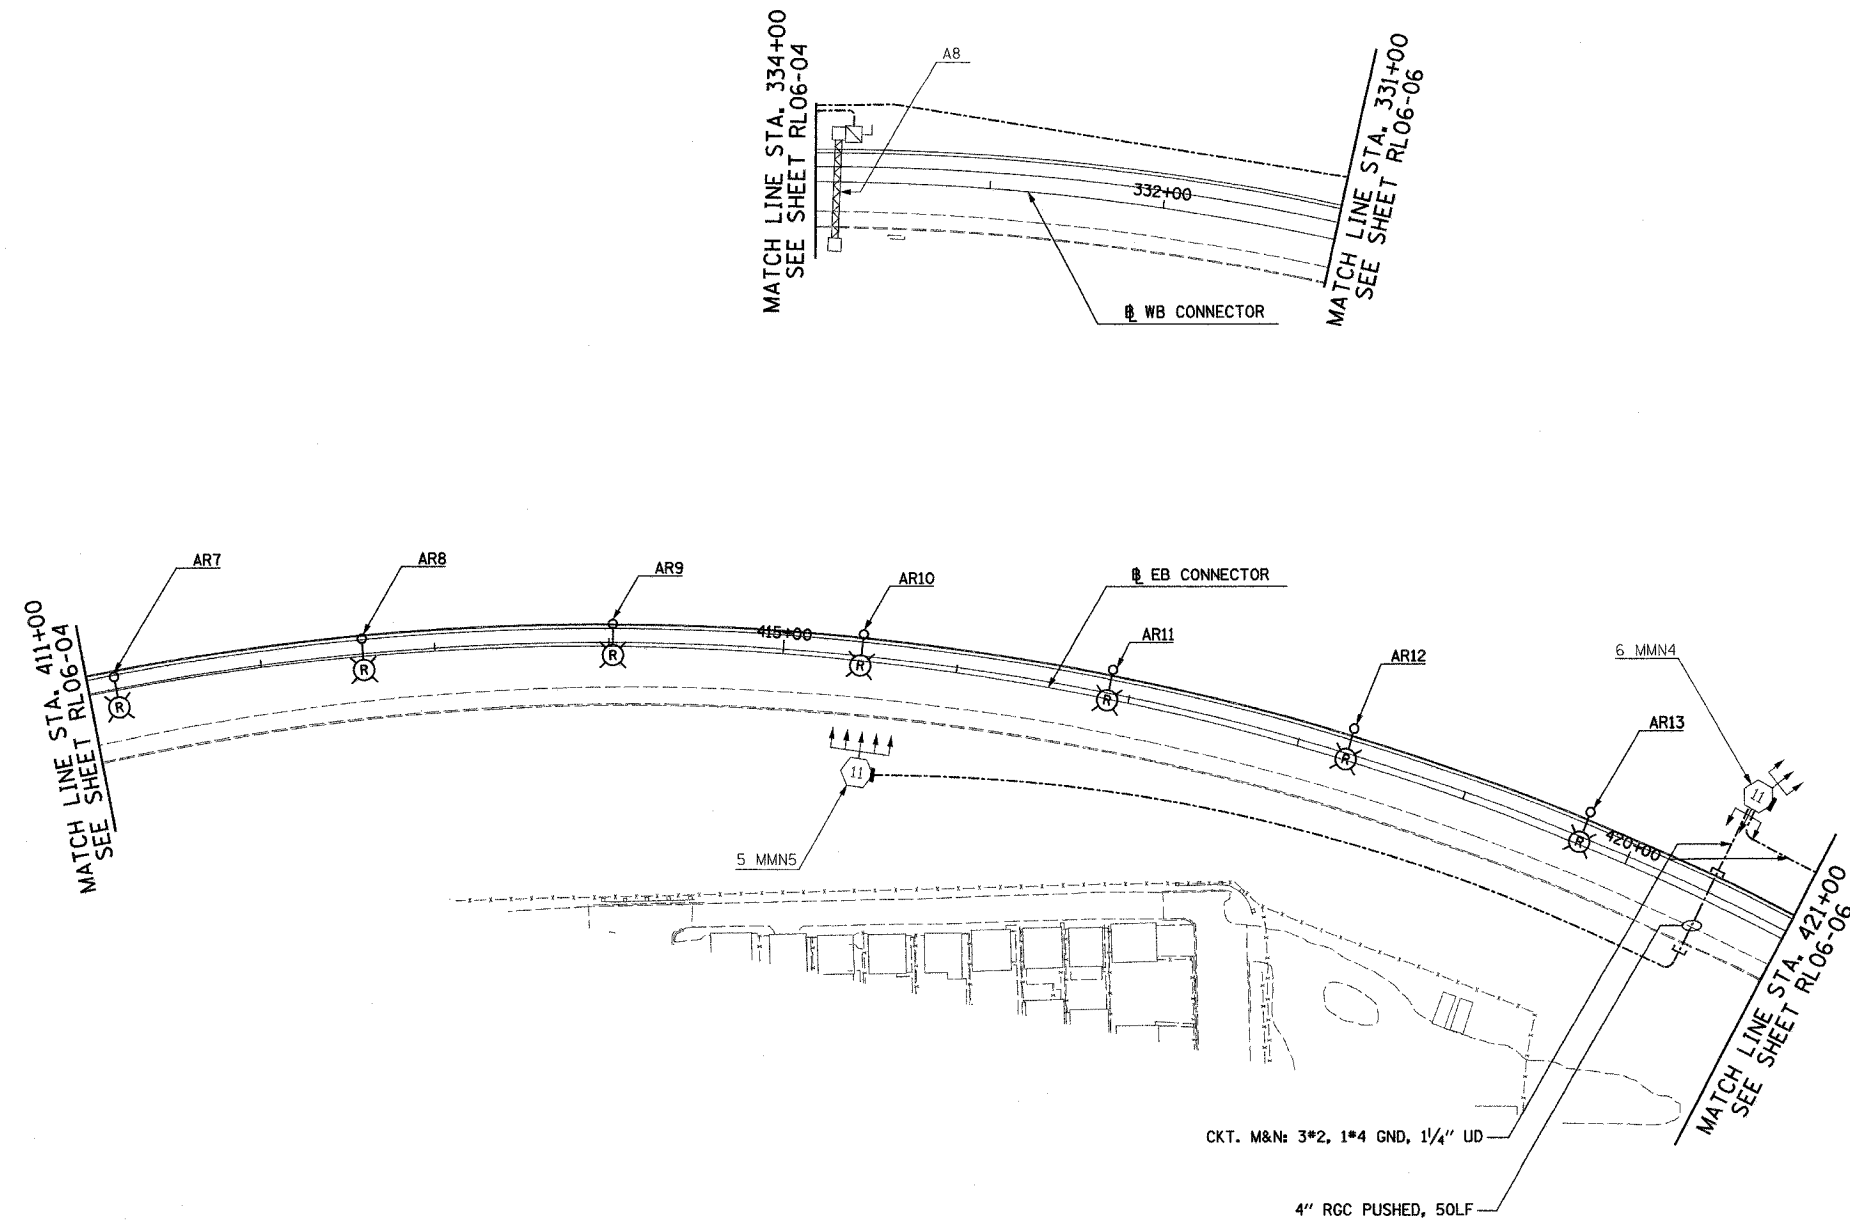 MATCH LINE STA. 334+00
SEE SHEET RL06-04
A8
332+00
MATCH LINE STA. 331+00
SEE SHEET RL06-06
℄ WB CONNECTOR
MATCH LINE STA. 411+00
SEE SHEET RL06-04
AR7
AR8
AR9
415+00
AR10
℄ EB CONNECTOR
AR11
AR12
AR13
6 MMN4
R
R
R
R
R
R
R
11
11
5 MMN5
420+00
MATCH LINE STA. 421+00
SEE SHEET RL06-06
CKT. M&N: 3#2, 1#4 GND, 1¼" UD
4" RGC PUSHED, 50LF